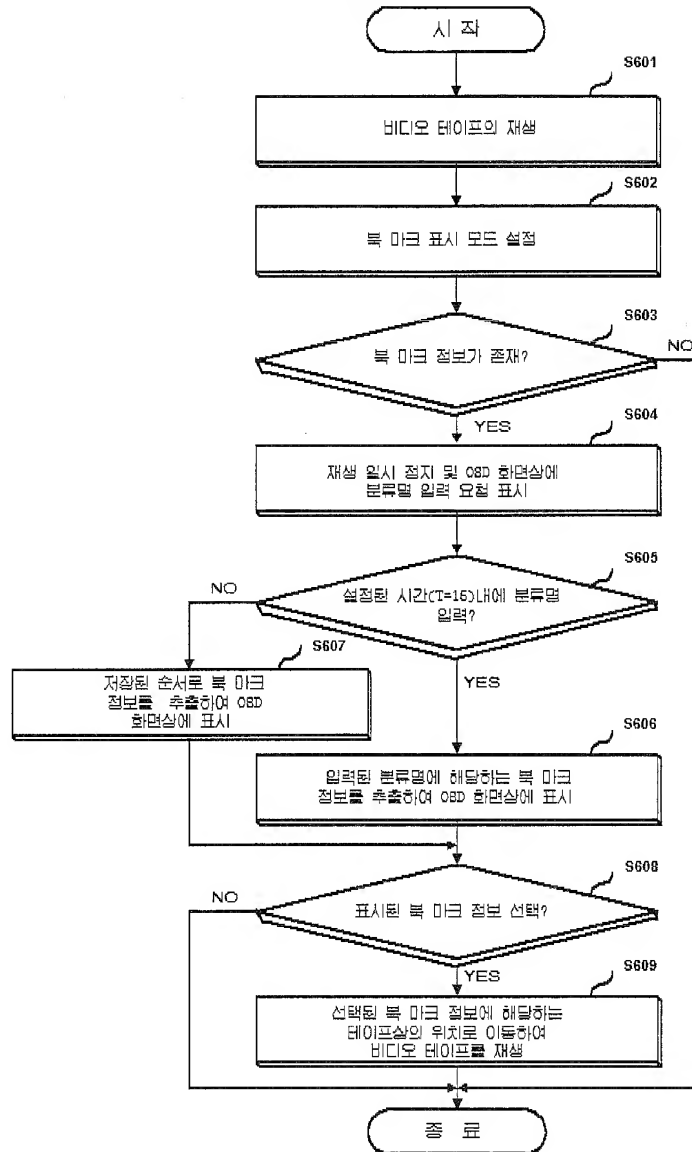 시 작
S601
비디오 테이프의 재생
S602
북 마크 표시 모드 설정
S603
북 마크 정보가 존재?
NO
YES
S604
재생 일시 정지 및 OSD 화면상에
분류명 입력 요청 표시
S605
설정된 시간(T=15)내에 분류명
입력?
NO
YES
S607
저장된 순서로 북 마크
정보를 추출하여 OSD
화면상에 표시
S606
입력된 분류명에 해당하는 북 마크
정보를 추출하여 OSD 화면상에 표시
S608
표시된 북 마크 정보 선택?
NO
YES
S609
선택된 북 마크 정보에 해당하는
테이프상의 위치로 이동하여
비디오 테이프를 재생
종 료